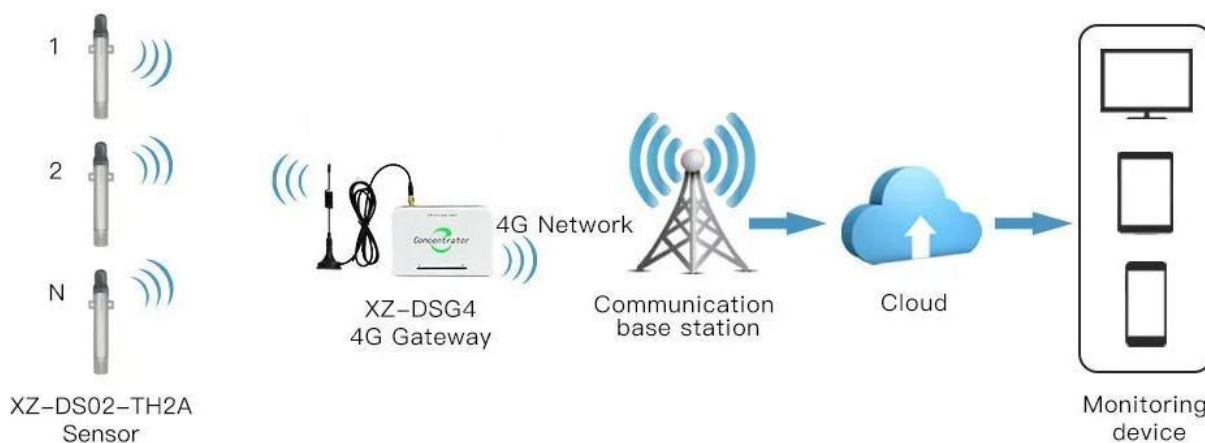 1
2
N
XZ-DS02-TH2A
Sensor
Concentrator
XZ-DSG4
4G Gateway
4G Network
Communication
base station
Cloud
Monitoring
device